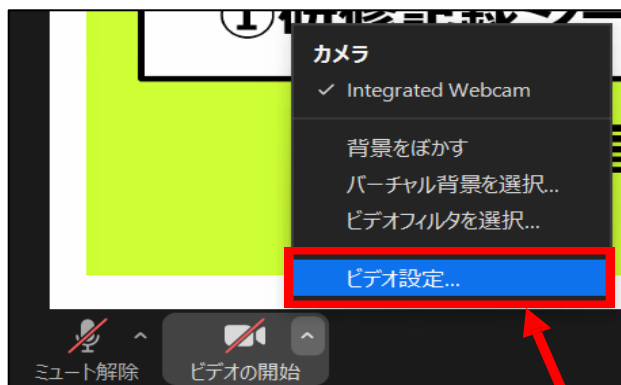 カメラ
✓ Integrated Webcam
背景をぼかす
バーチャル背景を選択...
ビデオフィルタを選択...
ビデオ設定...
ミュート解除
ビデオの開始